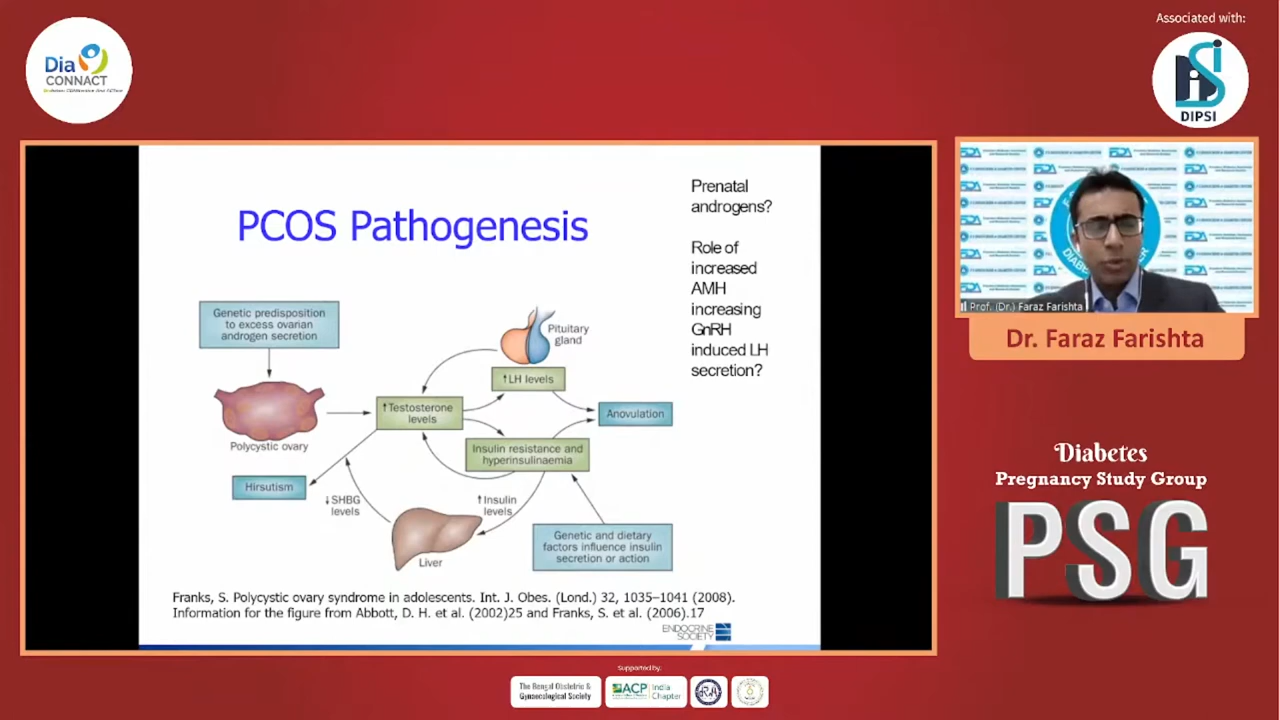 Associated with:
Dia
CONNACT
DIPSI
PCOS Pathogenesis
Prenatal
androgens?
Role of
increased
AMH
increasing
GnRH
induced LH
secretion?
Genetic predisposition
to excess ovarian
androgen secretion
Pituitary
gland
↑LH levels
↑Testosterone
levels
Anovulation
Polycystic ovary
Insulin resistance and
hyperinsulinaemia
Hirsutism
↓SHBG
levels
↑Insulin
levels
Liver
Genetic and dietary
factors influence insulin
secretion or action
Franks, S. Polycystic ovary syndrome in adolescents. Int. J. Obes. (Lond.) 32, 1035–1041 (2008).
Information for the figure from Abbott, D. H. et al. (2002)25 and Franks, S. et al. (2006).17
ENDOCRINE
SOCIETY
Prof. (Dr.) Faraz Farishta
Dr. Faraz Farishta
Diabetes
Pregnancy Study Group
PSG
Supported by:
The Bengal Obstetric &
Gynaecological Society
ACP
India
Chapter